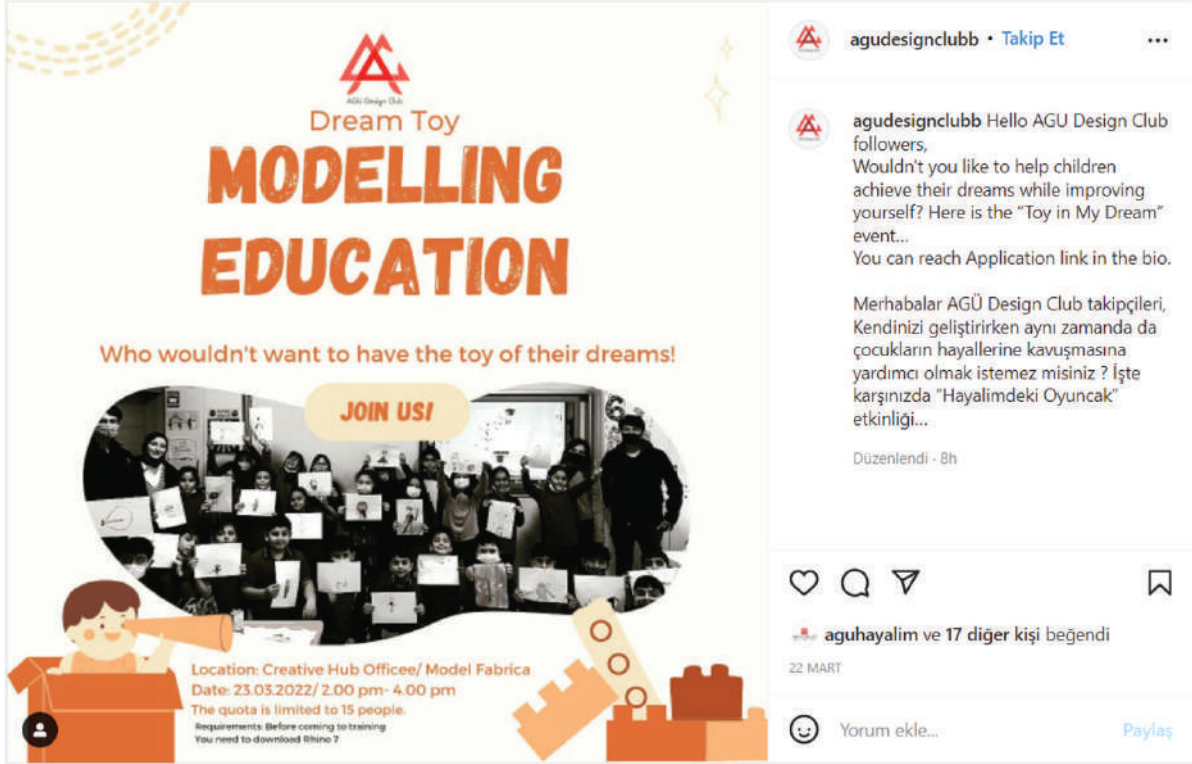 AGÜ Design Club
Dream Toy
MODELLING
EDUCATION
Who wouldn't want to have the toy of their dreams!
JOIN US!
Location: Creative Hub Officee/ Model Fabrica
Date: 23.03.2022/ 2.00 pm- 4.00 pm
The quota is limited to 15 people.
Requirements: Before coming to training
You need to download Rhino 7
agudesignclubb • Takip Et
agudesignclubb Hello AGU Design Club
followers,
Wouldn't you like to help children
achieve their dreams while improving
yourself? Here is the "Toy in My Dream"
event...
You can reach Application link in the bio.
Merhabalar AGÜ Design Club takipçileri,
Kendinizi geliştirirken aynı zamanda da
çocukların hayallerine kavuşmasına
yardımcı olmak istemez misiniz ? İşte
karşınızda "Hayalimdeki Oyuncak"
etkinliği...
Düzenlendi · 8h
aguhayalim ve 17 diğer kişi beğendi
22 MART
Yorum ekle...
Paylaş